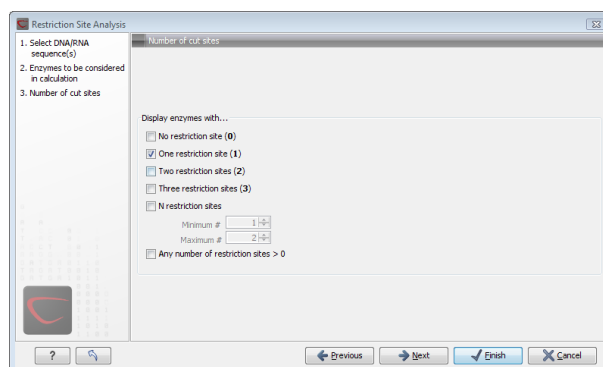 Restriction Site Analysis
1. Select DNA/RNA
sequence(s)
2. Enzymes to be considered
in calculation
3. Number of cut sites
Number of cut sites
Display enzymes with...
No restriction site (0)
One restriction site (1)
Two restriction sites (2)
Three restriction sites (3)
N restriction sites
Minimum # 1
Maximum # 2
Any number of restriction sites > 0
? Previous Next Finish Cancel